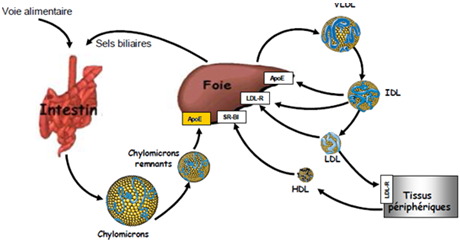 Voie alimentaire
Sels biliaires
VLDL
Foie
ApoE
IDL
LDL-R
Intestin
ApoE
SR-BI
Chylomicrons
remnants
LDL
HDL
LDL-R
Tissus
périphériques
Chylomicrons